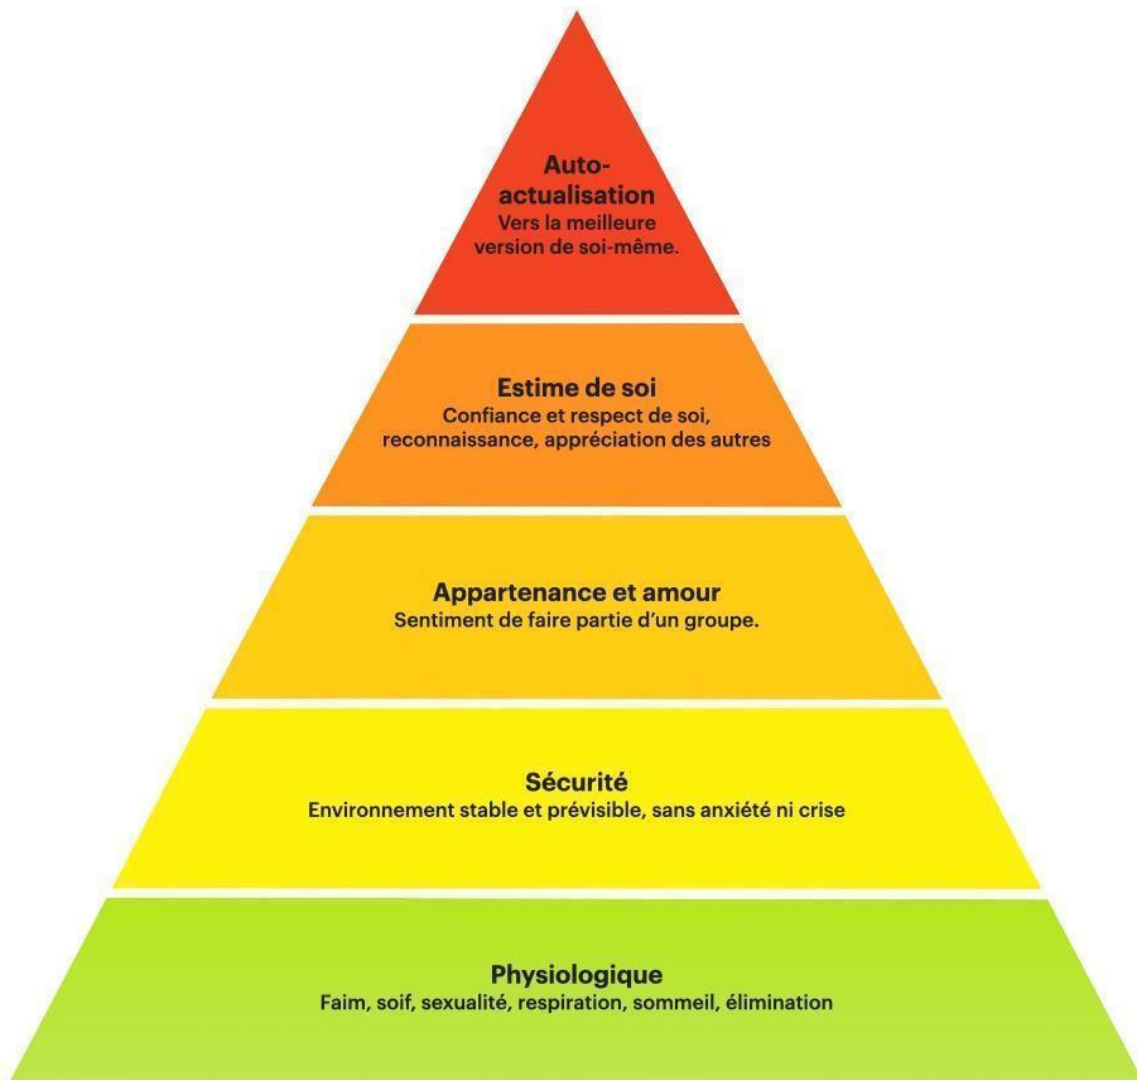 Auto-
actualisation
Vers la meilleure
version de soi-même.
Estime de soi
Confiance et respect de soi,
reconnaissance, appréciation des autres
Appartenance et amour
Sentiment de faire partie d’un groupe.
Sécurité
Environnement stable et prévisible, sans anxiété ni crise
Physiologique
Faim, soif, sexualité, respiration, sommeil, élimination